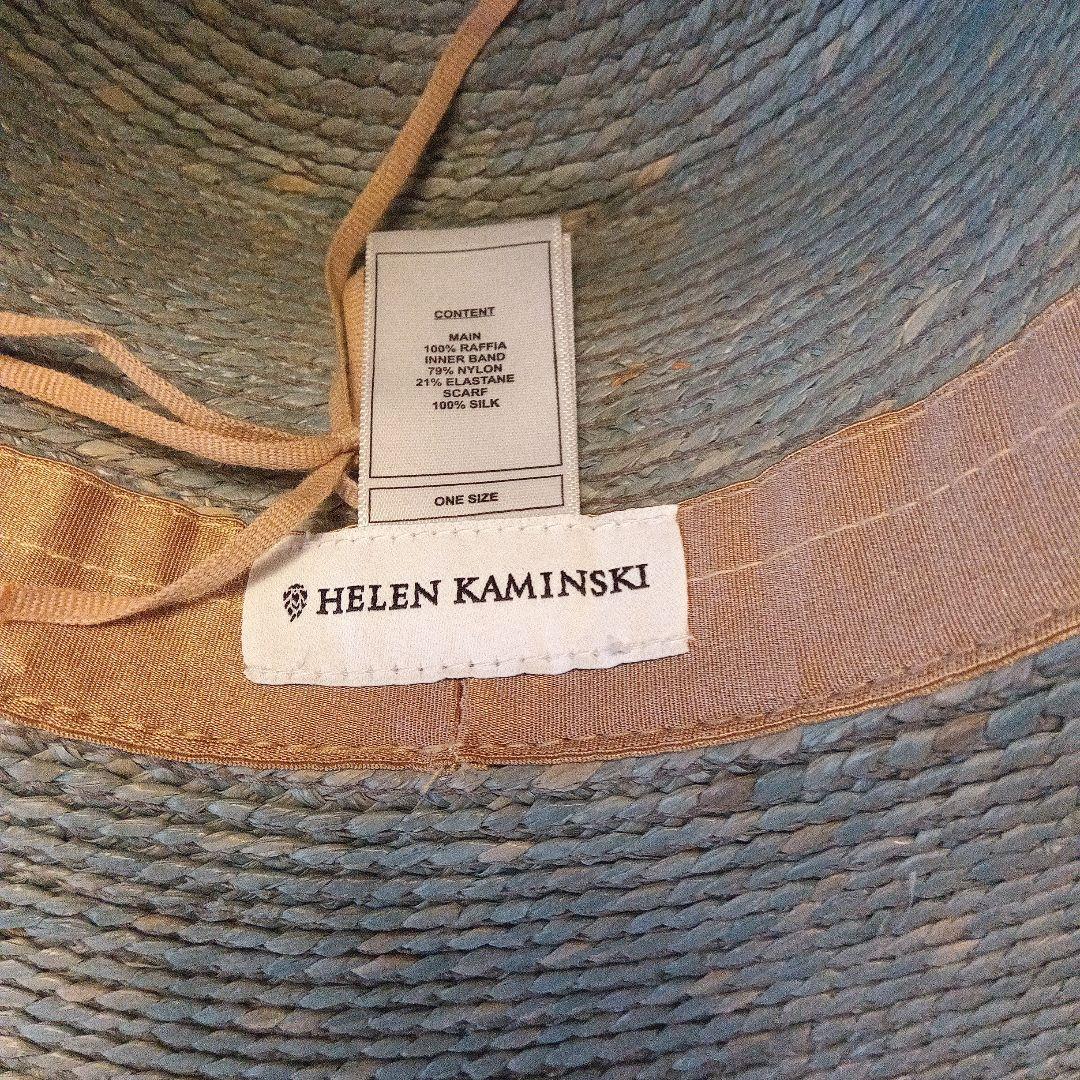 CONTENT
MAIN
100% RAFFIA
INNER BAND
79% NYLON
21% ELASTANE
SCARF
100% SILK
ONE SIZE
HELEN KAMINSKI